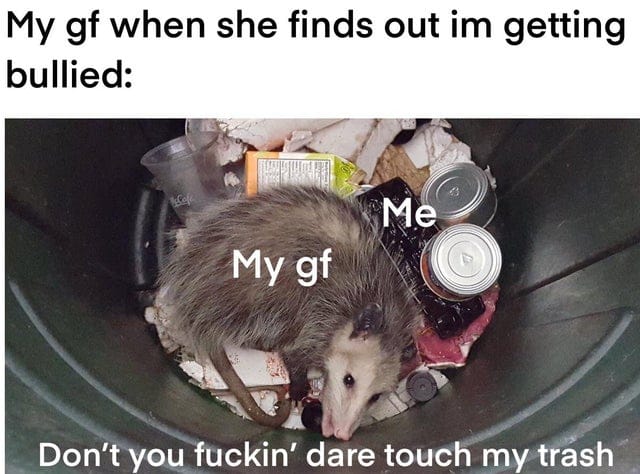 My gf when she finds out im getting
bullied:
Me
My gf
Don't you fuckin' dare touch my trash